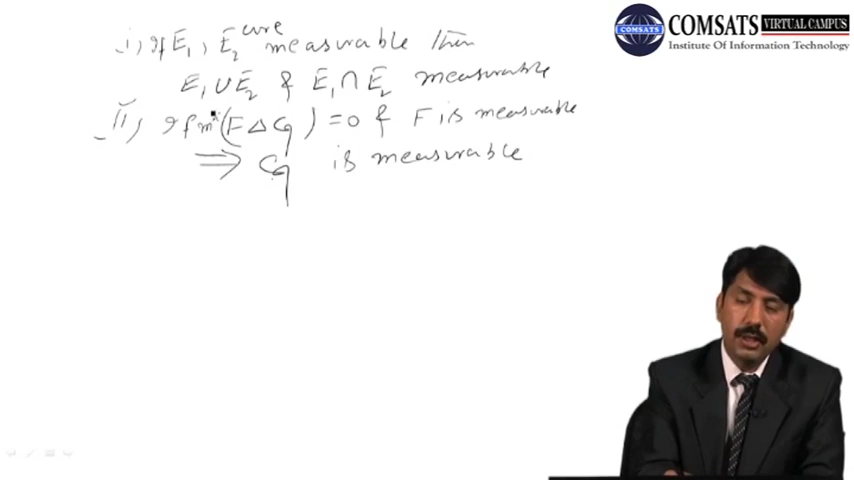 COMSATS VIRTUAL CAMPUS
Institute Of Information Technology
i) If E₁, E₂ are measurable then
E₁ ∪ E₂ & E₁ ∩ E₂ measurable
ii) If m*(F Δ G) = 0 & F is measurable
⇒ G is measurable